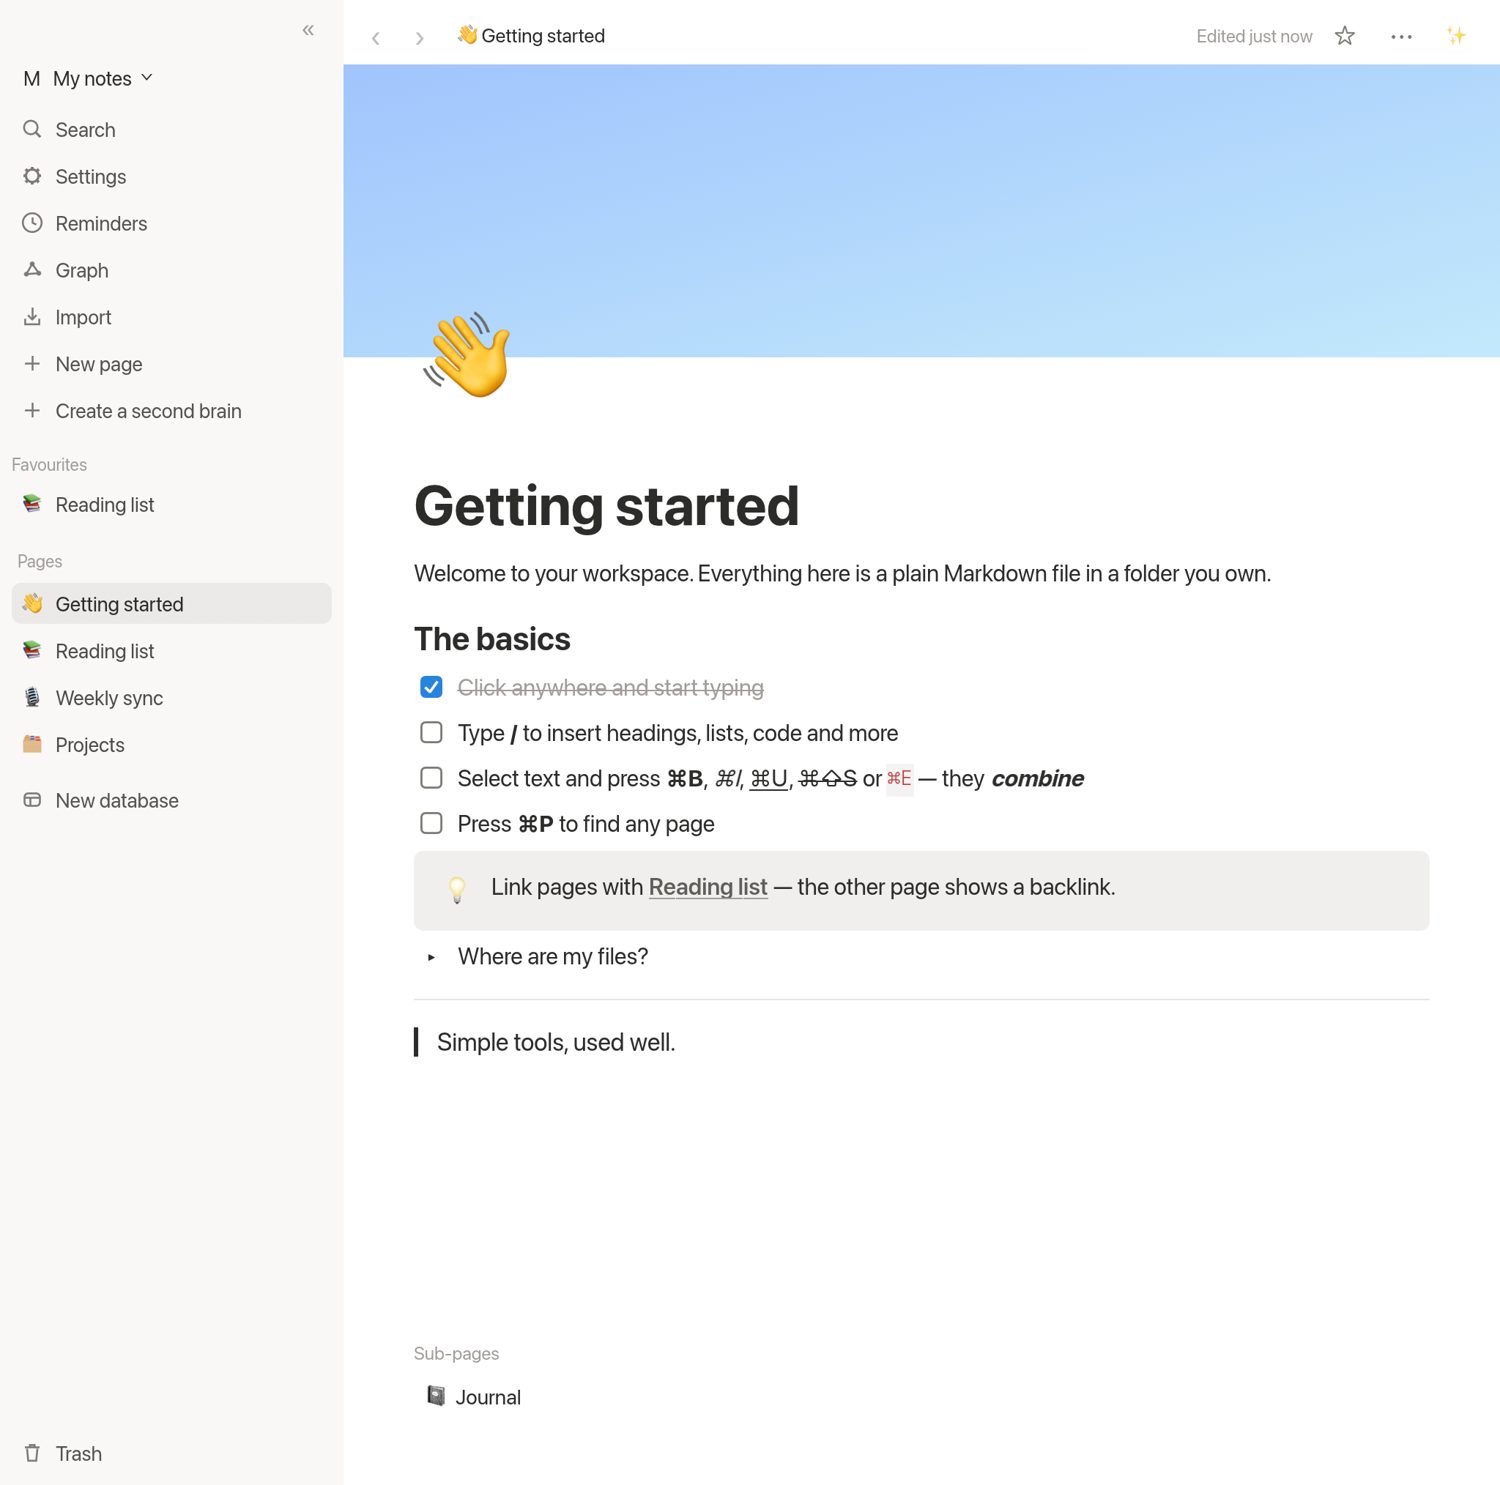 M My notes
Search
Settings
Reminders
Graph
Import
New page
Create a second brain
Favourites
Reading list
Pages
Getting started
Reading list
Weekly sync
Projects
New database
Trash
Getting started
Edited just now
Getting started
Welcome to your workspace. Everything here is a plain Markdown file in a folder you own.
The basics
Click anywhere and start typing
Type / to insert headings, lists, code and more
Select text and press ⌘B, ⌘I, ⌘U, ⌘⇧S or ⌘E — they combine
Press ⌘P to find any page
Link pages with Reading list — the other page shows a backlink.
Where are my files?
Simple tools, used well.
Sub-pages
Journal